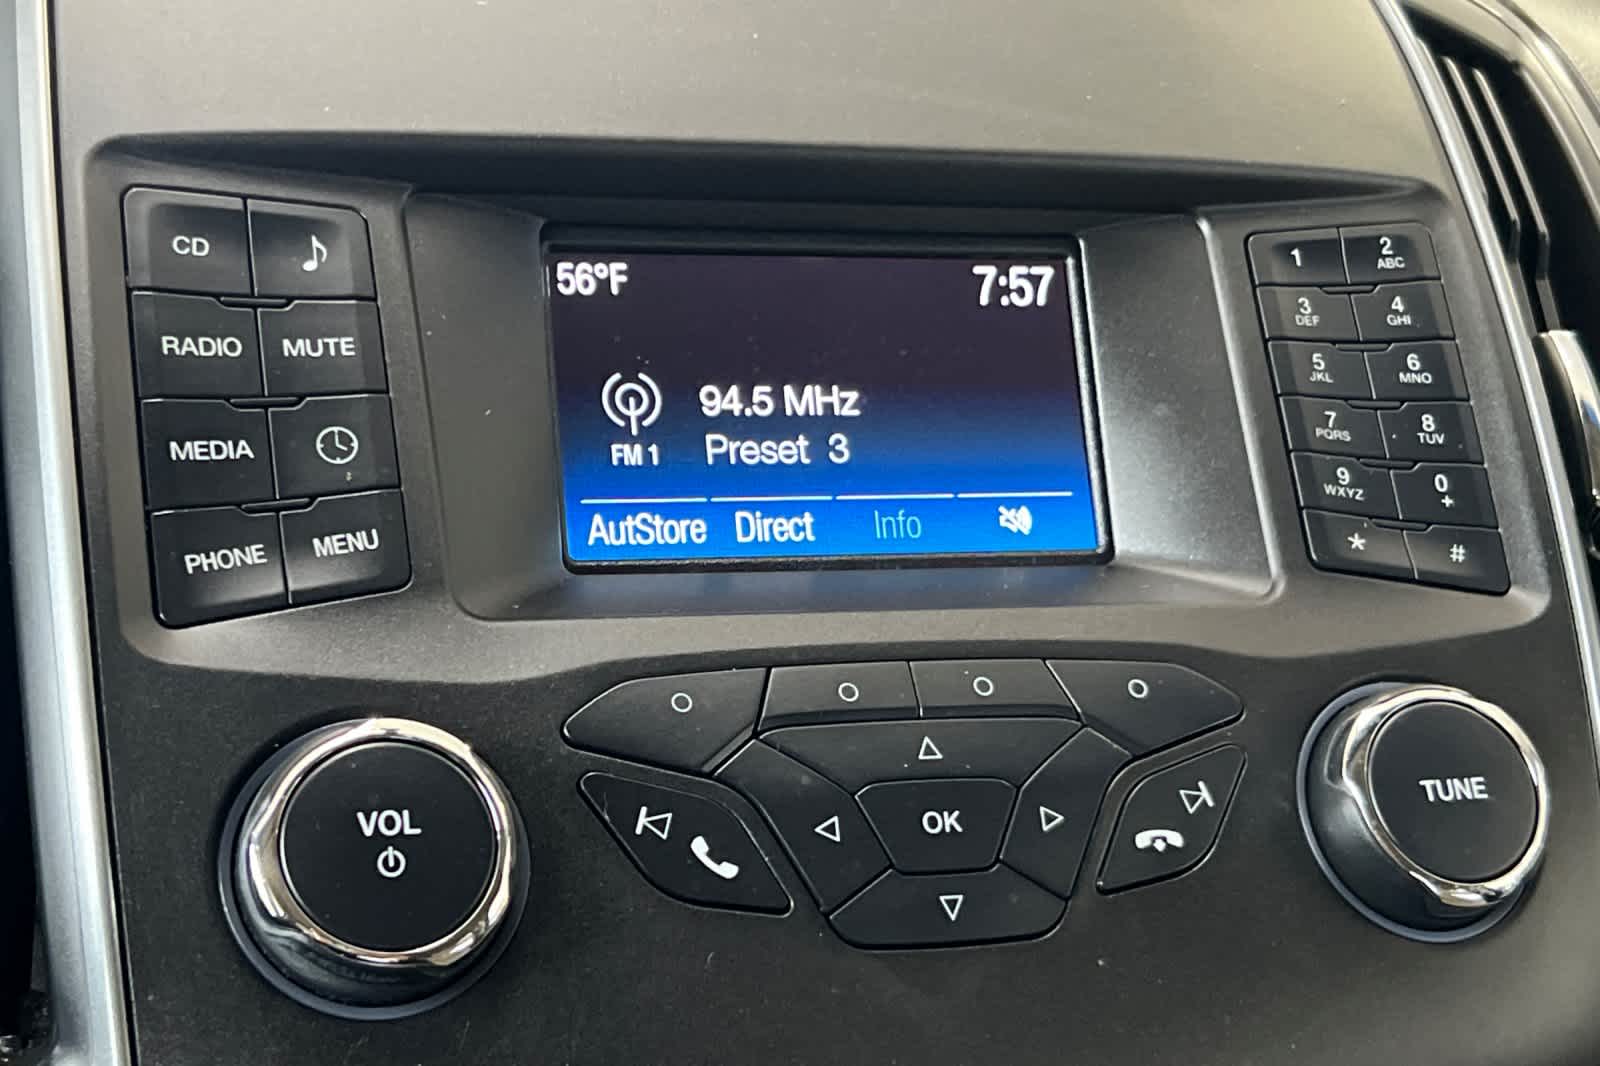 CD
RADIO MUTE
MEDIA
PHONE MENU
56°F 7:57
94.5 MHz
FM 1 Preset 3
AutStore Direct Info
1 2 ABC
3 DEF 4 GHI
5 JKL 6 MNO
7 PQRS 8 TUV
9 WXYZ 0 +
* #
VOL
OK
TUNE